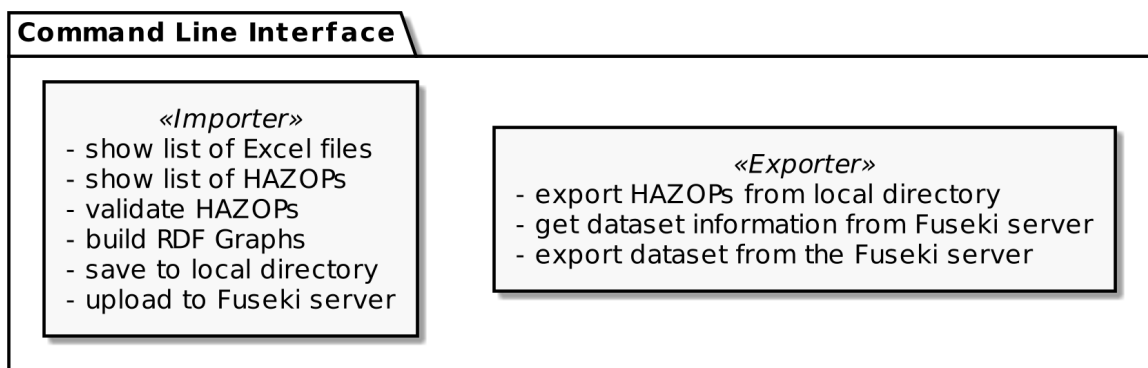 Command Line Interface
«Importer»
- show list of Excel files
- show list of HAZOPs
- validate HAZOPs
- build RDF Graphs
- save to local directory
- upload to Fuseki server
«Exporter»
- export HAZOPs from local directory
- get dataset information from Fuseki server
- export dataset from the Fuseki server